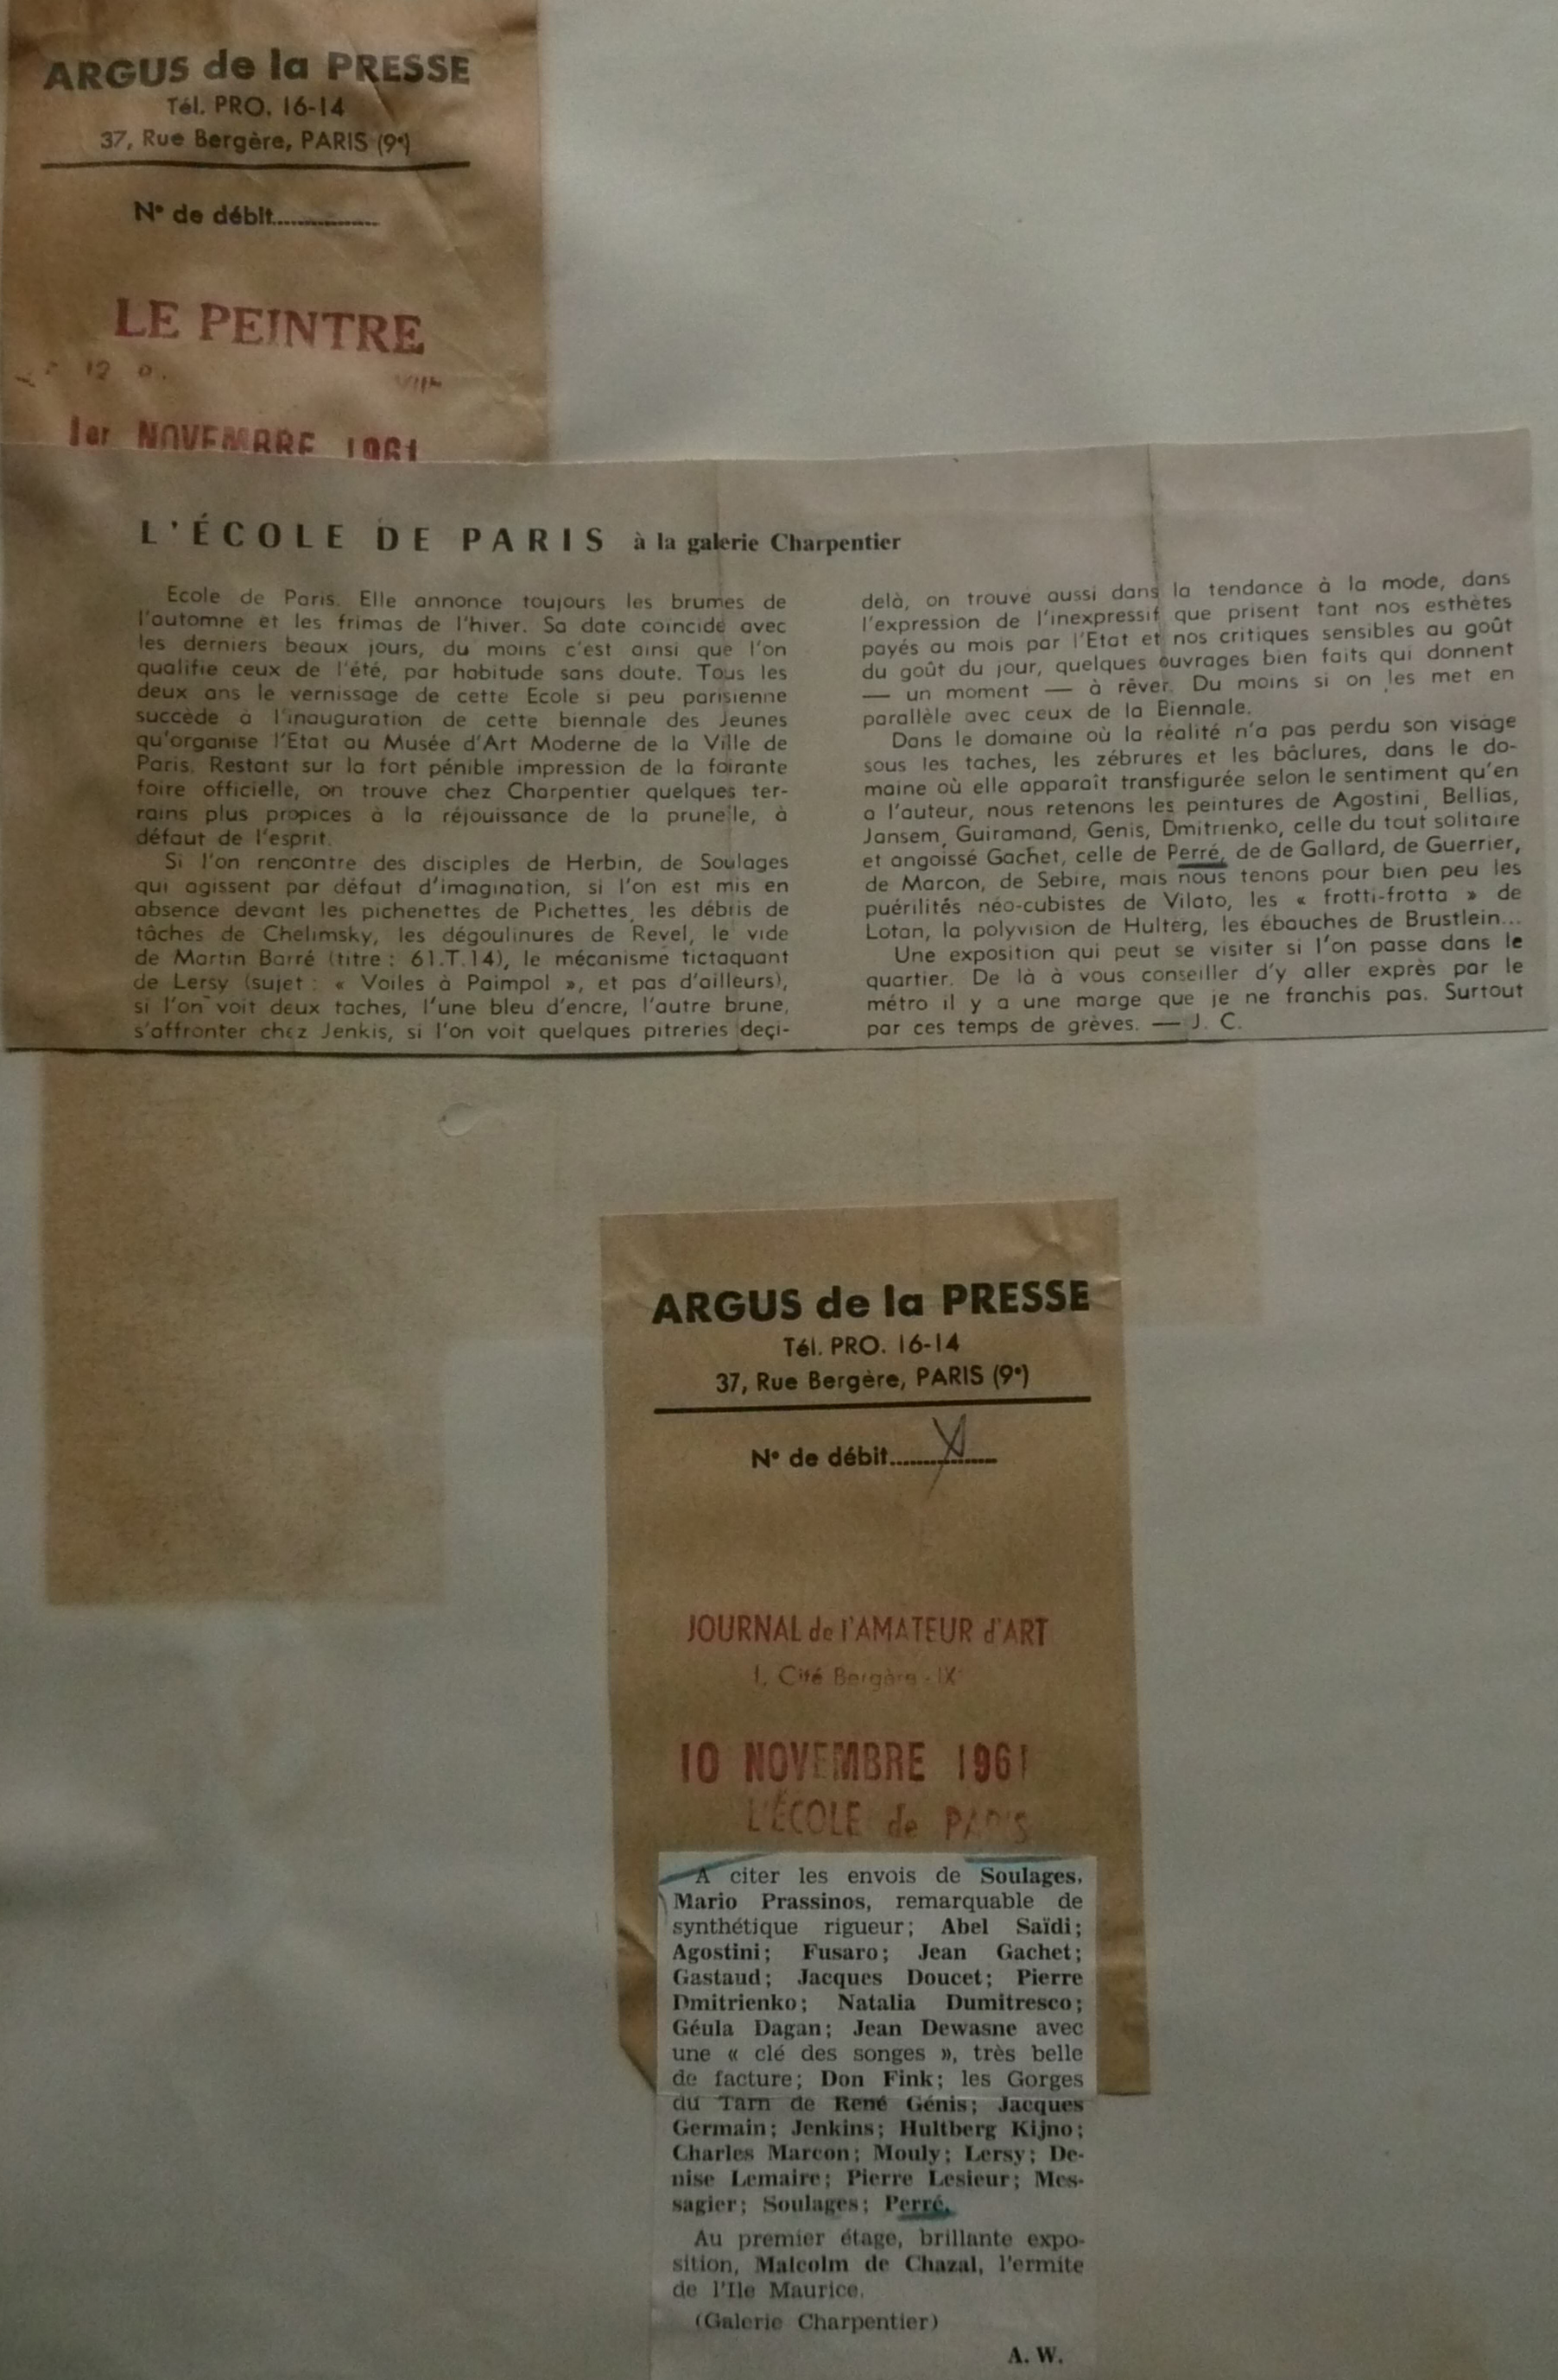 ARGUS de la PRESSE
Tél. PRO. 16-14
37, Rue Bergère, PARIS (9e)
N° de débit
LE PEINTRE
1er NOVEMBRE 1961
L'ÉCOLE DE PARIS à la galerie Charpentier
Ecole de Paris. Elle annonce toujours les brumes de
l'automne et les frimas de l'hiver. Sa date coincide avec
les derniers beaux jours, du moins c'est ainsi que l'on
qualifie ceux de l'été, par habitude sans doute. Tous les
deux ans le vernissage de cette Ecole si peu parisienne
succède à l'inauguration de cette biennale des Jeunes
qu'organise l'Etat au Musée d'Art Moderne de la Ville de
Paris. Restant sur la fort pénible impression de la foirante
foire officielle, on trouve chez Charpentier quelques ter-
rains plus propices à la réjouissance de la prunelle, à
défaut de l'esprit.
Si l'on rencontre des disciples de Herbin, de Soulages
qui agissent par défaut d'imagination, si l'on est mis en
absence devant les pichenettes de Pichettes, les débris de
tâches de Chelimsky, les dégoulinures de Revel, le vide
de Martin Barré (titre : 61.T.14), le mécanisme tictaquant
de Lersy (sujet : « Voiles à Paimpol », et pas d'ailleurs),
si l'on voit deux taches, l'une bleu d'encre, l'autre brune,
s'affronter chez Jenkis, si l'on voit quelques pitreries deçi-
delà, on trouve aussi dans la tendance à la mode, dans
l'expression de l'inexpressif que prisent tant nos esthètes
payés au mois par l'Etat et nos critiques sensibles au goût
du goût du jour, quelques ouvrages bien faits qui donnent
— un moment — à rêver. Du moins si on les met en
parallèle avec ceux de la Biennale.
Dans le domaine où la réalité n'a pas perdu son visage
sous les taches, les zébrures et les bâclures, dans le do-
maine où elle apparaît transfigurée selon le sentiment qu'en
a l'auteur, nous retenons les peintures de Agostini, Bellias,
Jansem, Guiramand, Genis, Dmitrienko, celle du tout solitaire
et angoissé Gachet, celle de Perré, de de Gallard, de Guerrier,
de Marcon, de Sebire, mais nous tenons pour bien peu les
puérilités néo-cubistes de Vilato, les « frotti-frotta » de
Lotan, la polyvision de Hulterg, les ébauches de Brustlein...
Une exposition qui peut se visiter si l'on passe dans le
quartier. De là à vous conseiller d'y aller exprès par le
métro il y a une marge que je ne franchis pas. Surtout
par ces temps de grèves. — J. C.
ARGUS de la PRESSE
Tél. PRO. 16-14
37, Rue Bergère, PARIS (9e)
N° de débit
JOURNAL de l'AMATEUR d'ART
1, Cité Bergère - IX
10 NOVEMBRE 1961
L'ÉCOLE de PARIS
A citer les envois de Soulages,
Mario Prassinos, remarquable de
synthétique rigueur; Abel Saïdi;
Agostini; Fusaro; Jean Gachet;
Gastaud; Jacques Doucet; Pierre
Dmitrienko; Natalia Dumitresco;
Géula Dagan; Jean Dewasne avec
une « clé des songes », très belle
de facture; Don Fink; les Gorges
du Tarn de René Génis; Jacques
Germain; Jenkins; Hultberg Kijno;
Charles Marcon; Mouly; Lersy; De-
nise Lemaire; Pierre Lesieur; Mes-
sagier; Soulages; Perré.
Au premier étage, brillante expo-
sition, Malcolm de Chazal, l'ermite
de l'Ile Maurice.
(Galerie Charpentier)
A. W.